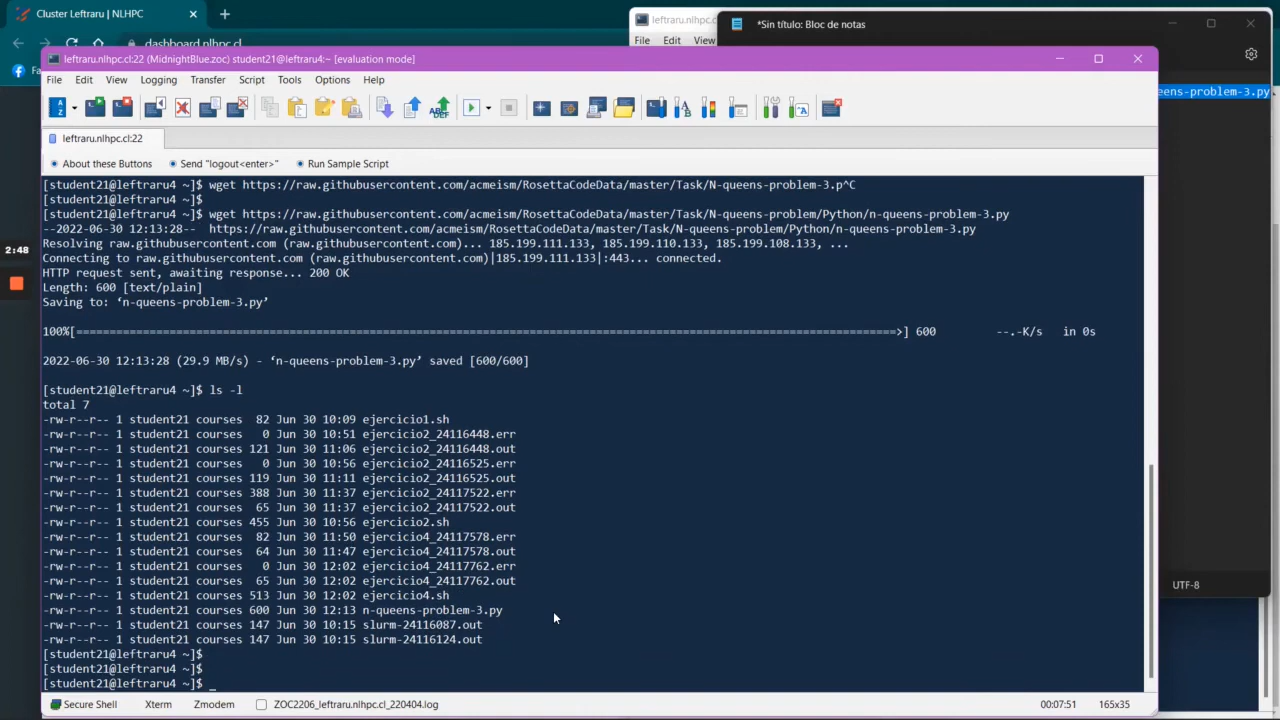 Cluster Leftraru | NLHPC
dashboard.nlhpc.cl
leftraru.nlhpc.c
File Edit View
*Sin título: Bloc de notas
eens-problem-3.py
leftraru.nlhpc.cl:22 (MidnightBlue.zoc) student21@leftraru4:~ [evaluation mode]
File Edit View Logging Transfer Script Tools Options Help
leftraru.nlhpc.cl:22
About these Buttons Send "logout<enter>" Run Sample Script
[student21@leftraru4 ~]$ wget https://raw.githubusercontent.com/acmeism/RosettaCodeData/master/Task/N-queens-problem-3.p^C
[student21@leftraru4 ~]$
[student21@leftraru4 ~]$ wget https://raw.githubusercontent.com/acmeism/RosettaCodeData/master/Task/N-queens-problem/Python/n-queens-problem-3.py
--2022-06-30 12:13:28-- https://raw.githubusercontent.com/acmeism/RosettaCodeData/master/Task/N-queens-problem/Python/n-queens-problem-3.py
Resolving raw.githubusercontent.com (raw.githubusercontent.com)... 185.199.111.133, 185.199.110.133, 185.199.108.133, ...
Connecting to raw.githubusercontent.com (raw.githubusercontent.com)|185.199.111.133|:443... connected.
HTTP request sent, awaiting response... 200 OK
Length: 600 [text/plain]
Saving to: ‘n-queens-problem-3.py’
100%[=============================================================================================================================>] 600 --.-K/s in 0s
2022-06-30 12:13:28 (29.9 MB/s) - ‘n-queens-problem-3.py’ saved [600/600]
[student21@leftraru4 ~]$ ls -l
total 7
-rw-r--r-- 1 student21 courses 82 Jun 30 10:09 ejercicio1.sh
-rw-r--r-- 1 student21 courses 0 Jun 30 10:51 ejercicio2_24116448.err
-rw-r--r-- 1 student21 courses 121 Jun 30 11:06 ejercicio2_24116448.out
-rw-r--r-- 1 student21 courses 0 Jun 30 10:56 ejercicio2_24116525.err
-rw-r--r-- 1 student21 courses 119 Jun 30 11:11 ejercicio2_24116525.out
-rw-r--r-- 1 student21 courses 388 Jun 30 11:37 ejercicio2_24117522.err
-rw-r--r-- 1 student21 courses 65 Jun 30 11:37 ejercicio2_24117522.out
-rw-r--r-- 1 student21 courses 455 Jun 30 10:56 ejercicio2.sh
-rw-r--r-- 1 student21 courses 82 Jun 30 11:50 ejercicio4_24117578.err
-rw-r--r-- 1 student21 courses 64 Jun 30 11:47 ejercicio4_24117578.out
-rw-r--r-- 1 student21 courses 0 Jun 30 12:02 ejercicio4_24117762.err
-rw-r--r-- 1 student21 courses 65 Jun 30 12:02 ejercicio4_24117762.out
-rw-r--r-- 1 student21 courses 513 Jun 30 12:02 ejercicio4.sh
-rw-r--r-- 1 student21 courses 600 Jun 30 12:13 n-queens-problem-3.py
-rw-r--r-- 1 student21 courses 147 Jun 30 10:15 slurm-24116087.out
-rw-r--r-- 1 student21 courses 147 Jun 30 10:15 slurm-24116124.out
[student21@leftraru4 ~]$
[student21@leftraru4 ~]$
[student21@leftraru4 ~]$ _
Secure Shell Xterm Zmodem ZOC2206_leftraru.nlhpc.cl_220404.log 00:07:51 165x35
2:48
Fa
UTF-8